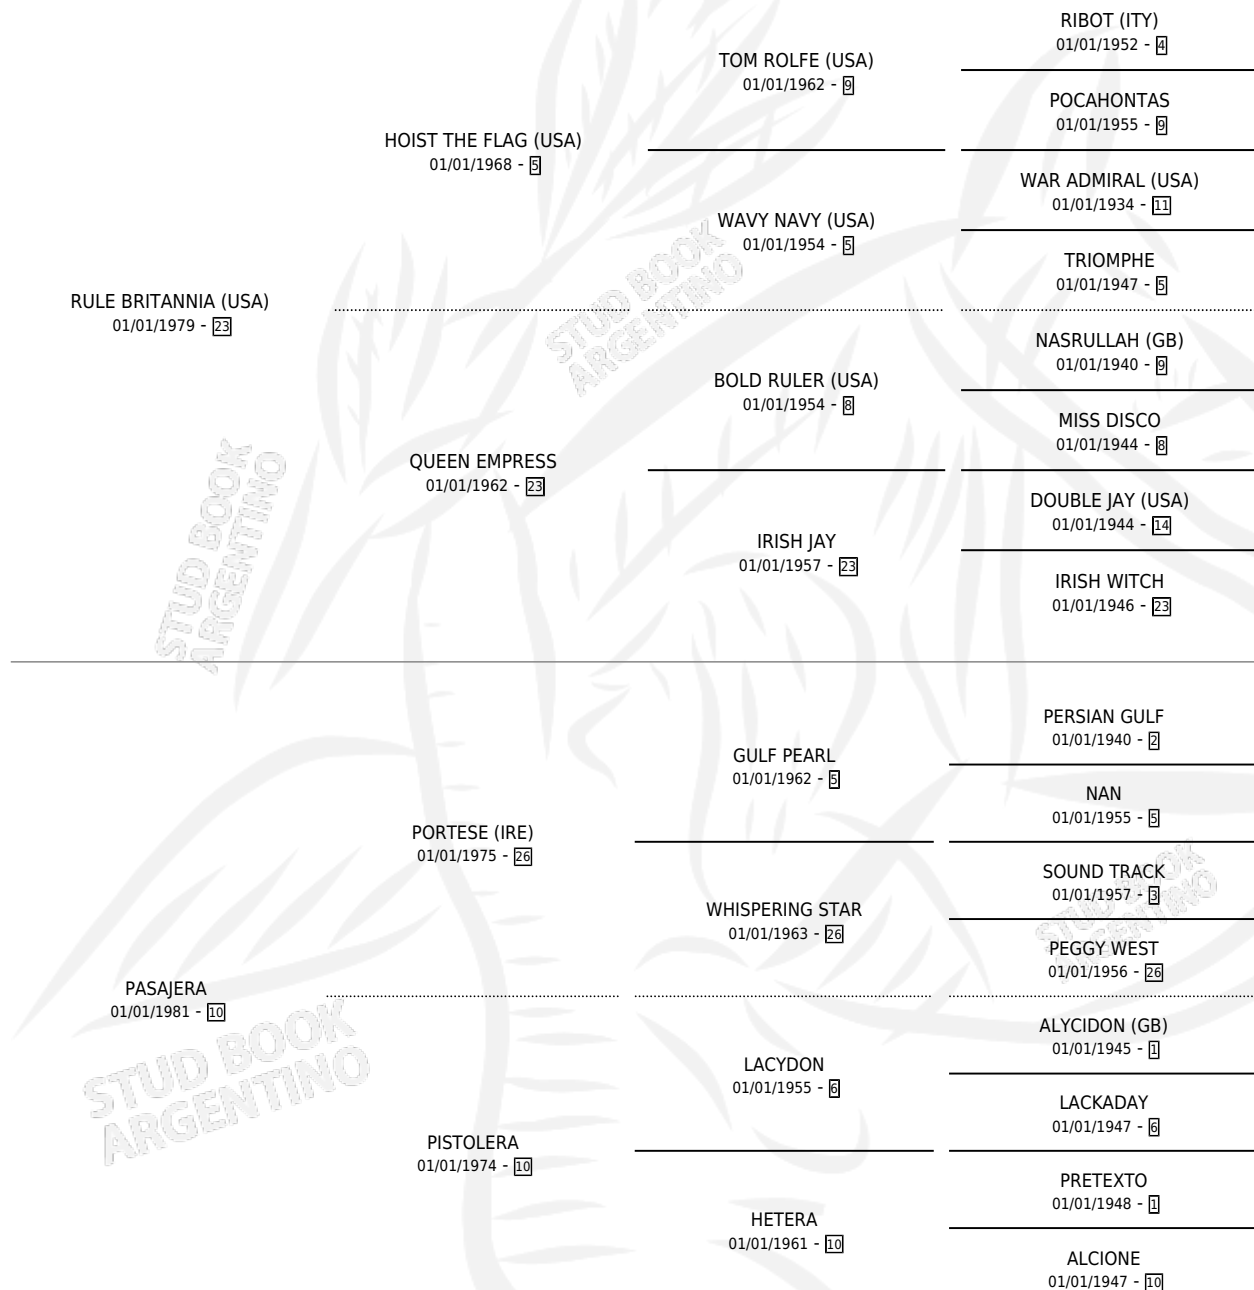 RIBOT (ITY)
01/01/1952 - 4
TOM ROLFE (USA)
01/01/1962 - 9
POCAHONTAS
01/01/1955 - 9
HOIST THE FLAG (USA)
01/01/1968 - 5
WAR ADMIRAL (USA)
01/01/1934 - 11
WAVY NAVY (USA)
01/01/1954 - 5
TRIOMPHE
01/01/1947 - 5
RULE BRITANNIA (USA)
01/01/1979 - 23
NASRULLAH (GB)
01/01/1940 - 9
BOLD RULER (USA)
01/01/1954 - 8
MISS DISCO
01/01/1944 - 8
QUEEN EMPRESS
01/01/1962 - 23
DOUBLE JAY (USA)
01/01/1944 - 14
IRISH JAY
01/01/1957 - 23
IRISH WITCH
01/01/1946 - 23
PERSIAN GULF
01/01/1940 - 2
GULF PEARL
01/01/1962 - 5
NAN
01/01/1955 - 5
PORTESE (IRE)
01/01/1975 - 26
SOUND TRACK
01/01/1957 - 3
WHISPERING STAR
01/01/1963 - 26
PEGGY WEST
01/01/1956 - 26
PASAJERA
01/01/1981 - 10
ALYCIDON (GB)
01/01/1945 - 1
LACYDON
01/01/1955 - 6
LACKADAY
01/01/1947 - 6
PISTOLERA
01/01/1974 - 10
PRETEXTO
01/01/1948 - 1
HETERA
01/01/1961 - 10
ALCIONE
01/01/1947 - 10
STUD BOOK
ARGENTINO
STUD BOOK
ARGENTINO
STUD BOOK
ARGENTINO
STUD BOOK
ARGENTINO